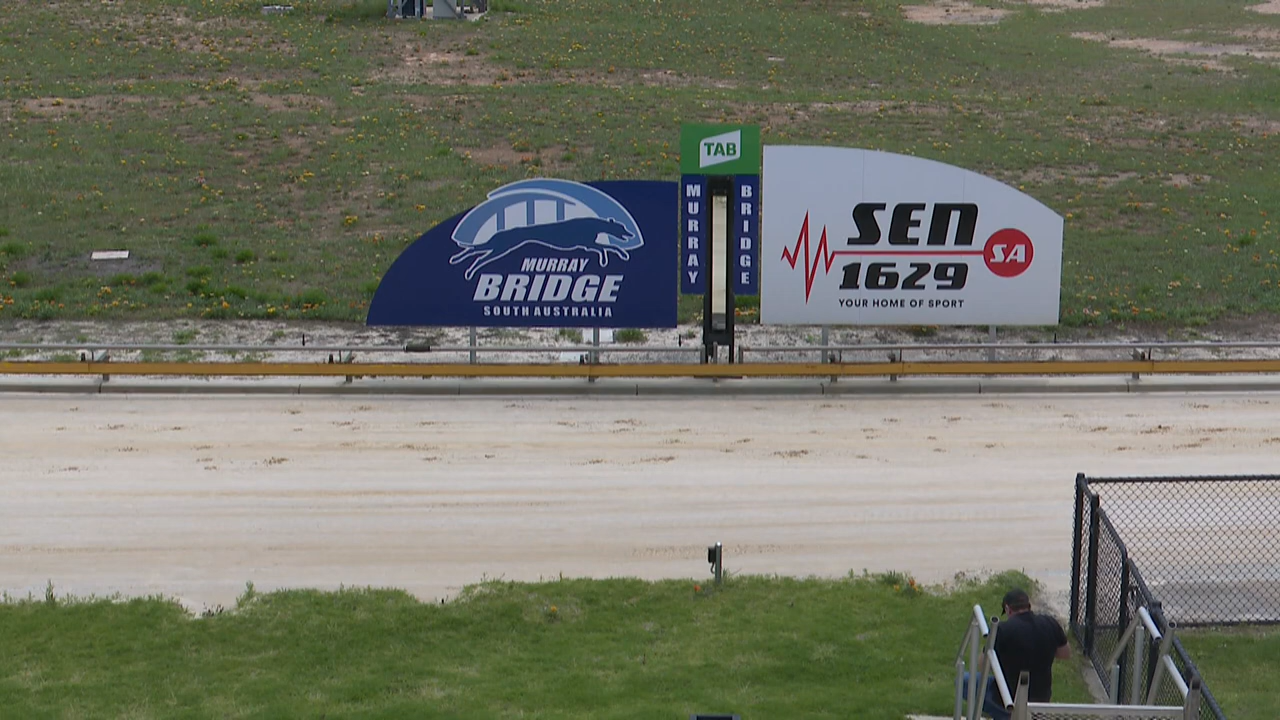 TAB
MURRAY
BRIDGE
MURRAY
BRIDGE
SOUTH AUSTRALIA
SEN
SA
1629
YOUR HOME OF SPORT